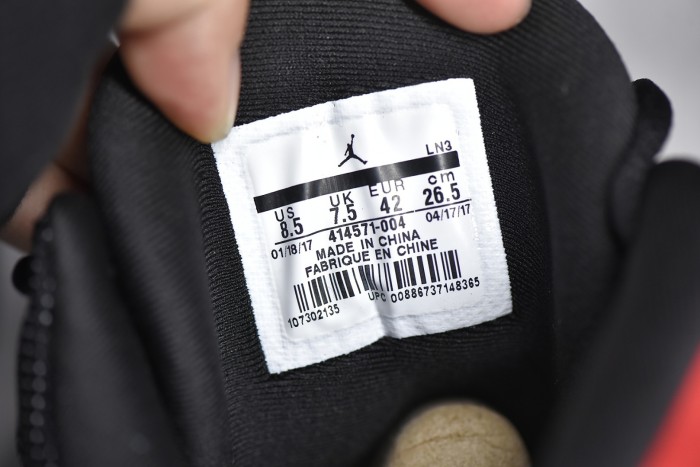 LN3
US UK EUR cm
8.5 7.5 42 26.5
01/18/17 414571-004 04/17/17
MADE IN CHINA
FABRIQUE EN CHINE
107302135 UPC 00886737148365